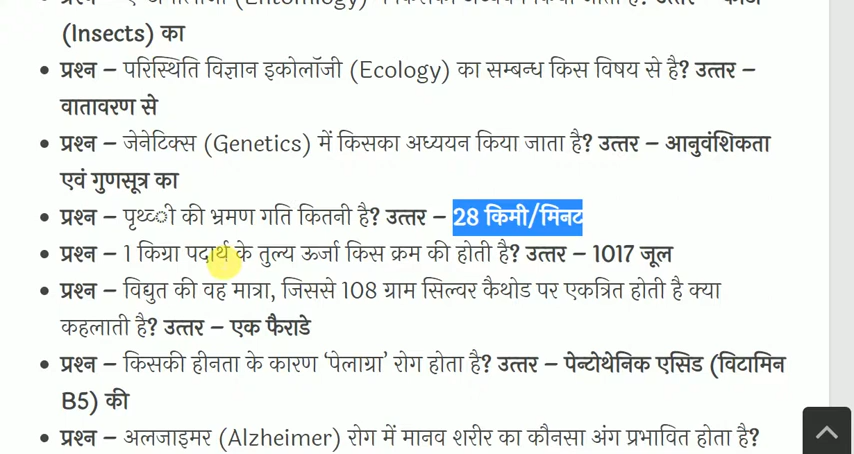 (Insects) का
प्रश्न – परिस्थिति विज्ञान इकोलॉजी (Ecology) का सम्बन्ध किस विषय से है? उत्तर –
वातावरण से
प्रश्न – जेनेटिक्स (Genetics) में किसका अध्ययन किया जाता है? उत्तर – आनुवंशिकता
एवं गुणसूत्र का
प्रश्न – पृथ्व्ाी की भ्रमण गति कितनी है? उत्तर – 28 किमी/मिनट
प्रश्न – 1 किग्रा पदार्थ के तुल्य ऊर्जा किस क्रम की होती है? उत्तर – 1017 जूल
प्रश्न – विद्युत की वह मात्रा, जिससे 108 ग्राम सिल्वर कैथोड पर एकत्रित होती है क्या
कहलाती है? उत्तर – एक फैराडे
प्रश्न – किसकी हीनता के कारण ‘पेलाग्रा’ रोग होता है? उत्तर – पेन्टोथेनिक एसिड (विटामिन
B5) की
प्रश्न – अलजाइमर (Alzheimer) रोग में मानव शरीर का कौनसा अंग प्रभावित होता है?